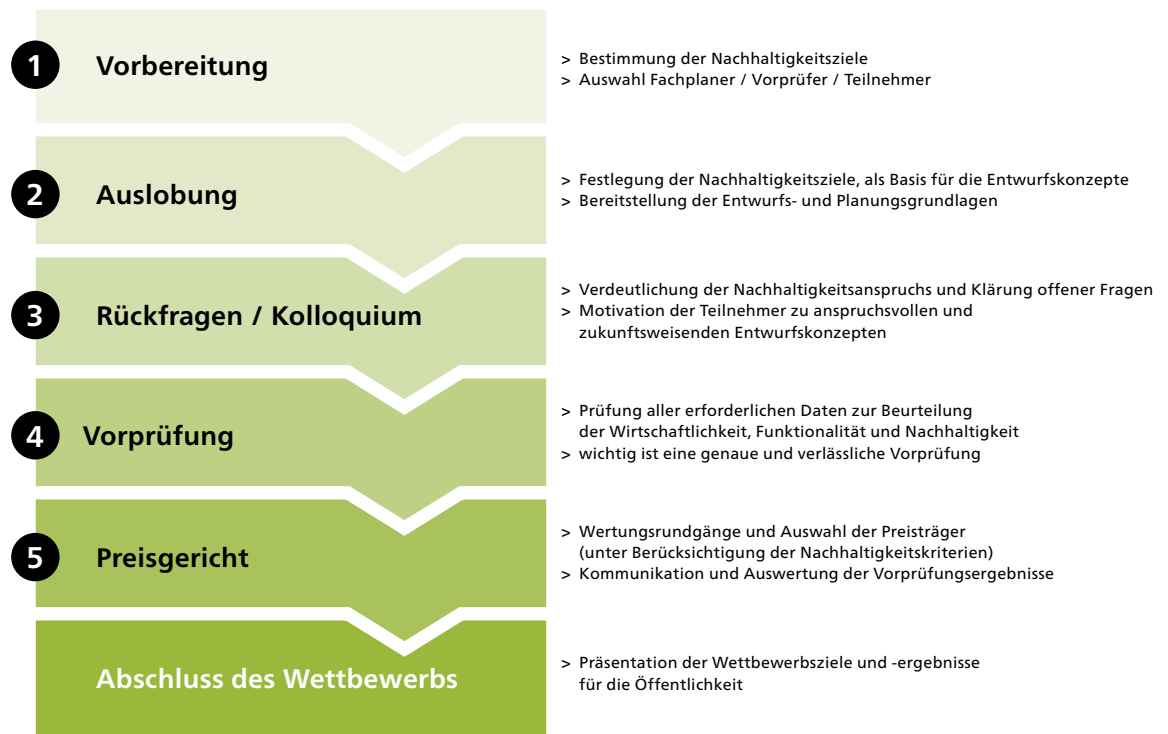 1 Vorbereitung
> Bestimmung der Nachhaltigkeitsziele
> Auswahl Fachplaner / Vorprüfer / Teilnehmer
2 Auslobung
> Festlegung der Nachhaltigkeitsziele, als Basis für die Entwurfskonzepte
> Bereitstellung der Entwurfs- und Planungsgrundlagen
3 Rückfragen / Kolloquium
> Verdeutlichung der Nachhaltigkeitsanspruchs und Klärung offener Fragen
> Motivation der Teilnehmer zu anspruchsvollen und
zukunftsweisenden Entwurfskonzepten
4 Vorprüfung
> Prüfung aller erforderlichen Daten zur Beurteilung
der Wirtschaftlichkeit, Funktionalität und Nachhaltigkeit
> wichtig ist eine genaue und verlässliche Vorprüfung
5 Preisgericht
> Wertungsrundgänge und Auswahl der Preisträger
(unter Berücksichtigung der Nachhaltigkeitskriterien)
> Kommunikation und Auswertung der Vorprüfungsergebnisse
Abschluss des Wettbewerbs
> Präsentation der Wettbewerbsziele und -ergebnisse
für die Öffentlichkeit